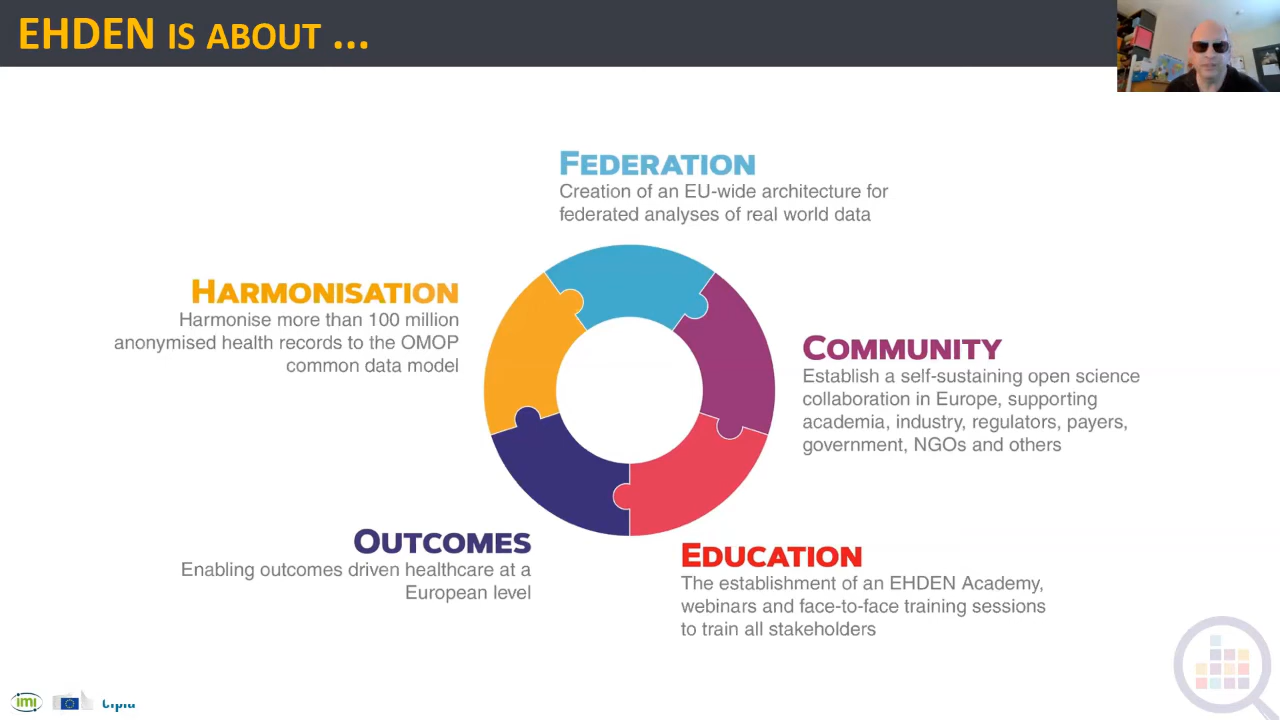 EHDEN IS ABOUT ...
FEDERATION
Creation of an EU-wide architecture for
federated analyses of real world data
HARMONISATION
Harmonise more than 100 million
anonymised health records to the OMOP
common data model
COMMUNITY
Establish a self-sustaining open science
collaboration in Europe, supporting
academia, industry, regulators, payers,
government, NGOs and others
OUTCOMES
Enabling outcomes driven healthcare at a
European level
EDUCATION
The establishment of an EHDEN Academy,
webinars and face-to-face training sessions
to train all stakeholders
imi